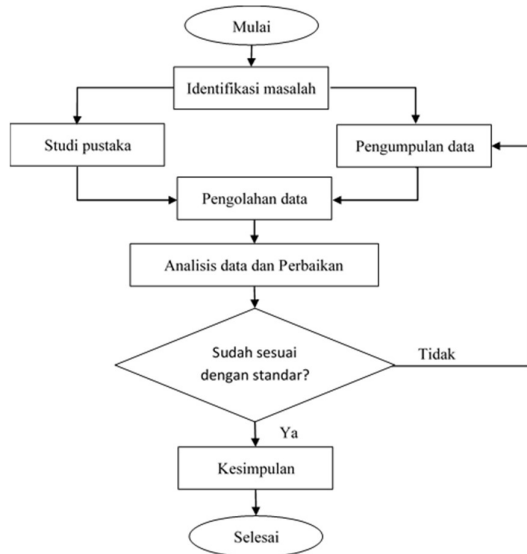 Mulai
Identifikasi masalah
Studi pustaka
Pengumpulan data
Pengolahan data
Analisis data dan Perbaikan
Sudah sesuai
dengan standar?
Tidak
Ya
Kesimpulan
Selesai